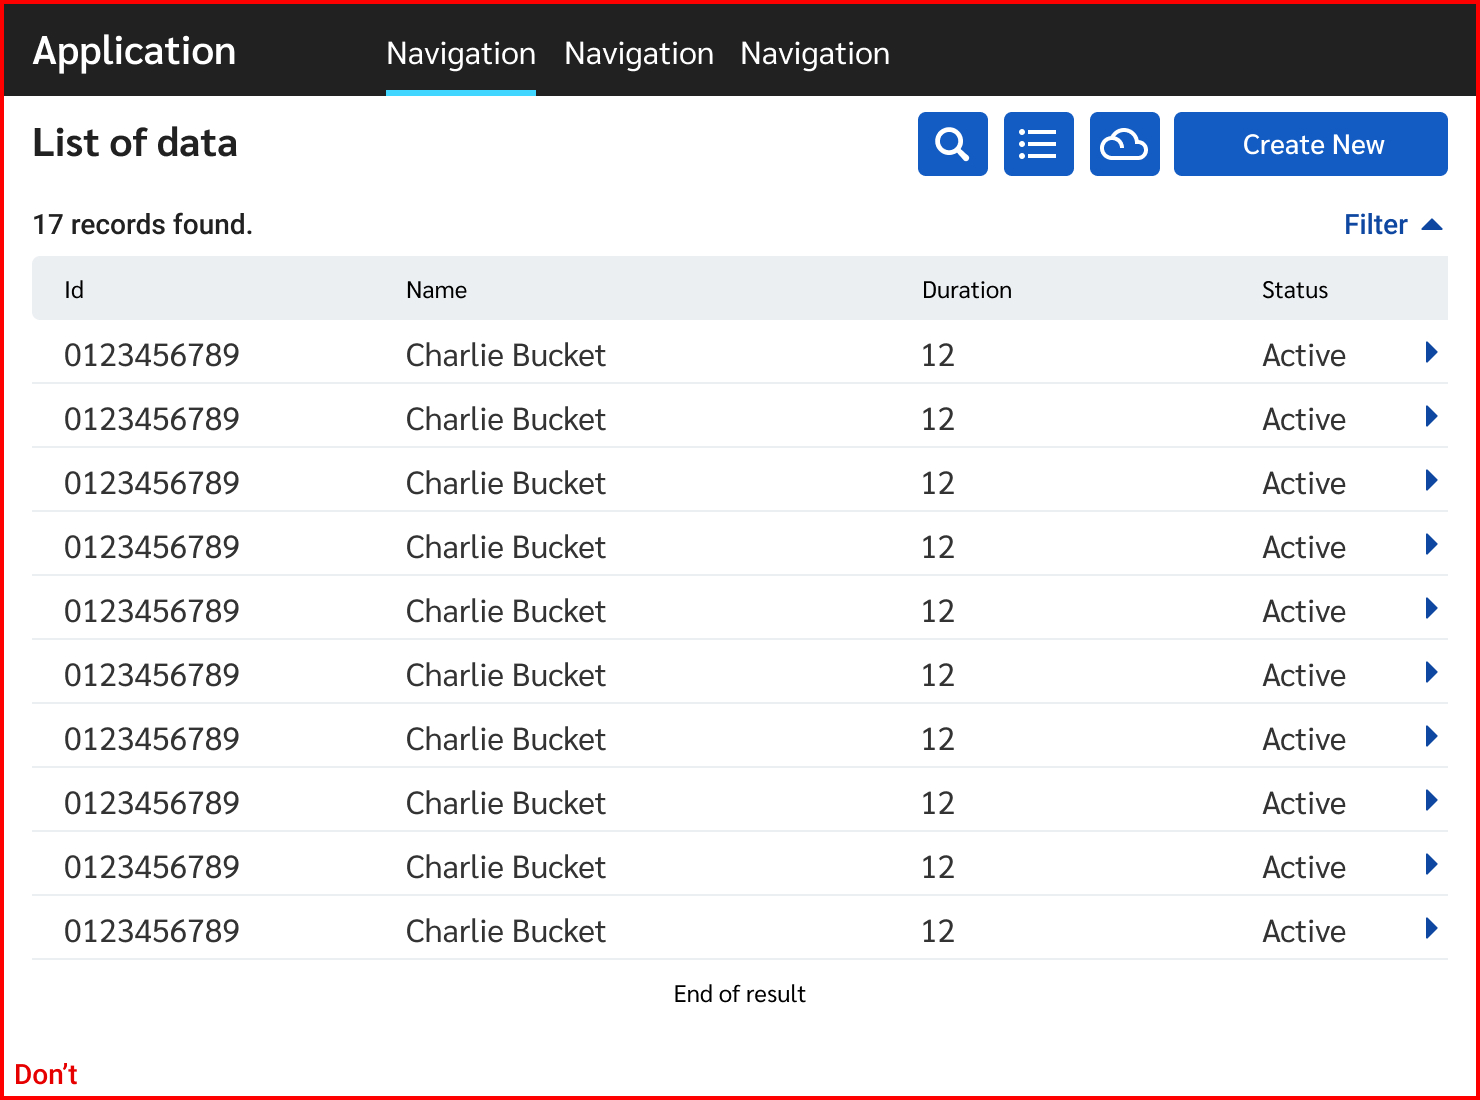 Application Navigation Navigation Navigation
List of data Create New
17 records found. Filter
Id Name Duration Status
0123456789 Charlie Bucket 12 Active
0123456789 Charlie Bucket 12 Active
0123456789 Charlie Bucket 12 Active
0123456789 Charlie Bucket 12 Active
0123456789 Charlie Bucket 12 Active
0123456789 Charlie Bucket 12 Active
0123456789 Charlie Bucket 12 Active
0123456789 Charlie Bucket 12 Active
0123456789 Charlie Bucket 12 Active
0123456789 Charlie Bucket 12 Active
End of result
Don’t